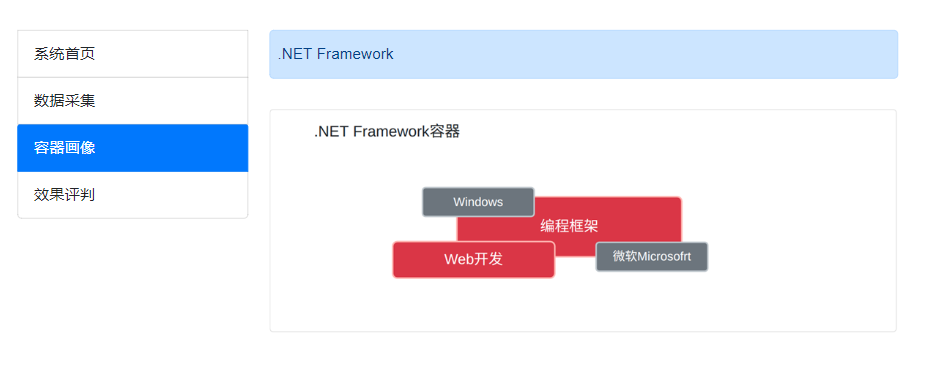 系统首页
数据采集
容器画像
效果评判
.NET Framework
.NET Framework容器
Windows
编程框架
Web开发
微软Microsofrt